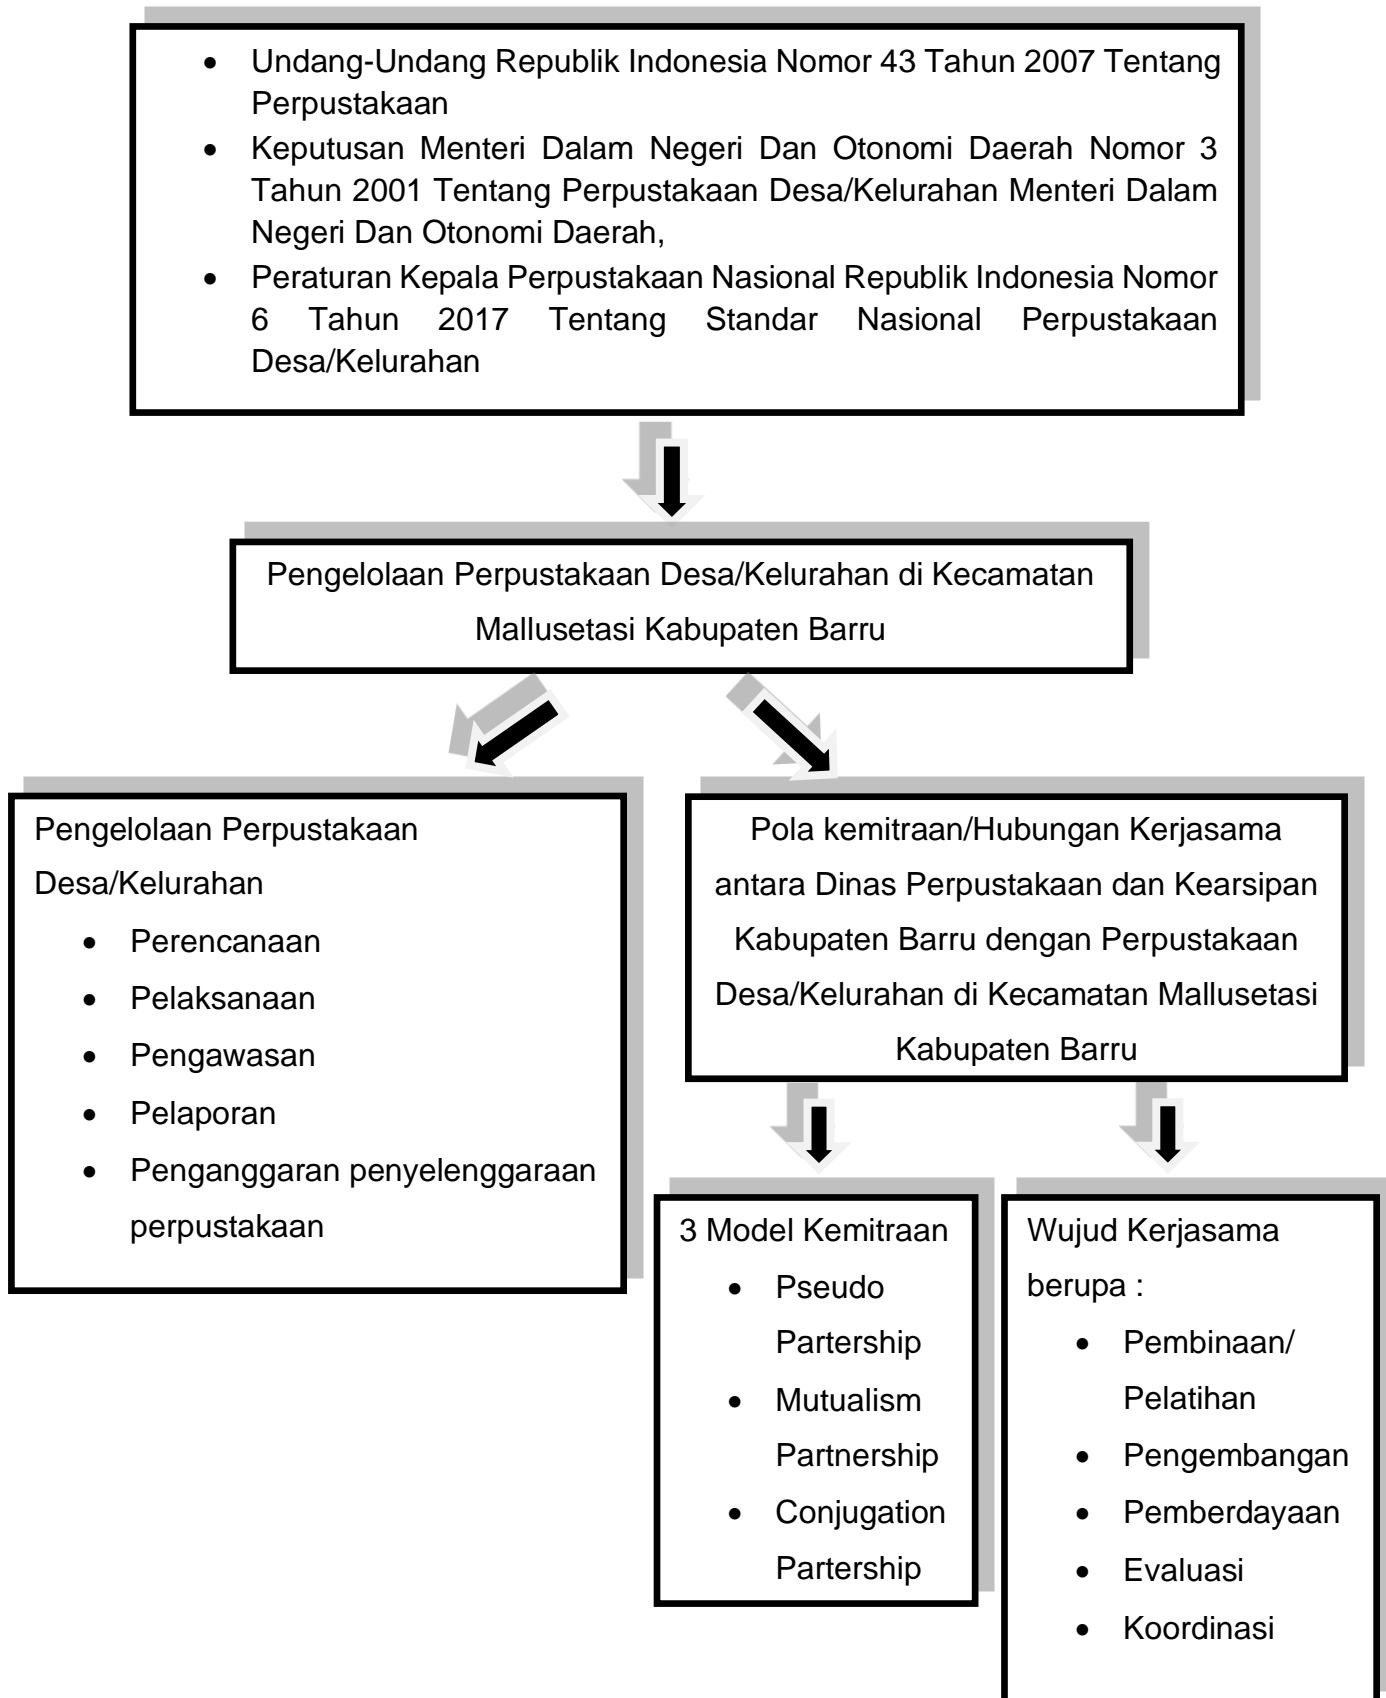 • Undang-Undang Republik Indonesia Nomor 43 Tahun 2007 Tentang
Perpustakaan
• Keputusan Menteri Dalam Negeri Dan Otonomi Daerah Nomor 3
Tahun 2001 Tentang Perpustakaan Desa/Kelurahan Menteri Dalam
Negeri Dan Otonomi Daerah,
• Peraturan Kepala Perpustakaan Nasional Republik Indonesia Nomor
6 Tahun 2017 Tentang Standar Nasional Perpustakaan
Desa/Kelurahan
Pengelolaan Perpustakaan Desa/Kelurahan di Kecamatan
Mallusetasi Kabupaten Barru
Pengelolaan Perpustakaan
Desa/Kelurahan
• Perencanaan
• Pelaksanaan
• Pengawasan
• Pelaporan
• Penganggaran penyelenggaraan
perpustakaan
Pola kemitraan/Hubungan Kerjasama
antara Dinas Perpustakaan dan Kearsipan
Kabupaten Barru dengan Perpustakaan
Desa/Kelurahan di Kecamatan Mallusetasi
Kabupaten Barru
3 Model Kemitraan
• Pseudo
Partership
• Mutualism
Partnership
• Conjugation
Partership
Wujud Kerjasama
berupa :
• Pembinaan/
Pelatihan
• Pengembangan
• Pemberdayaan
• Evaluasi
• Koordinasi